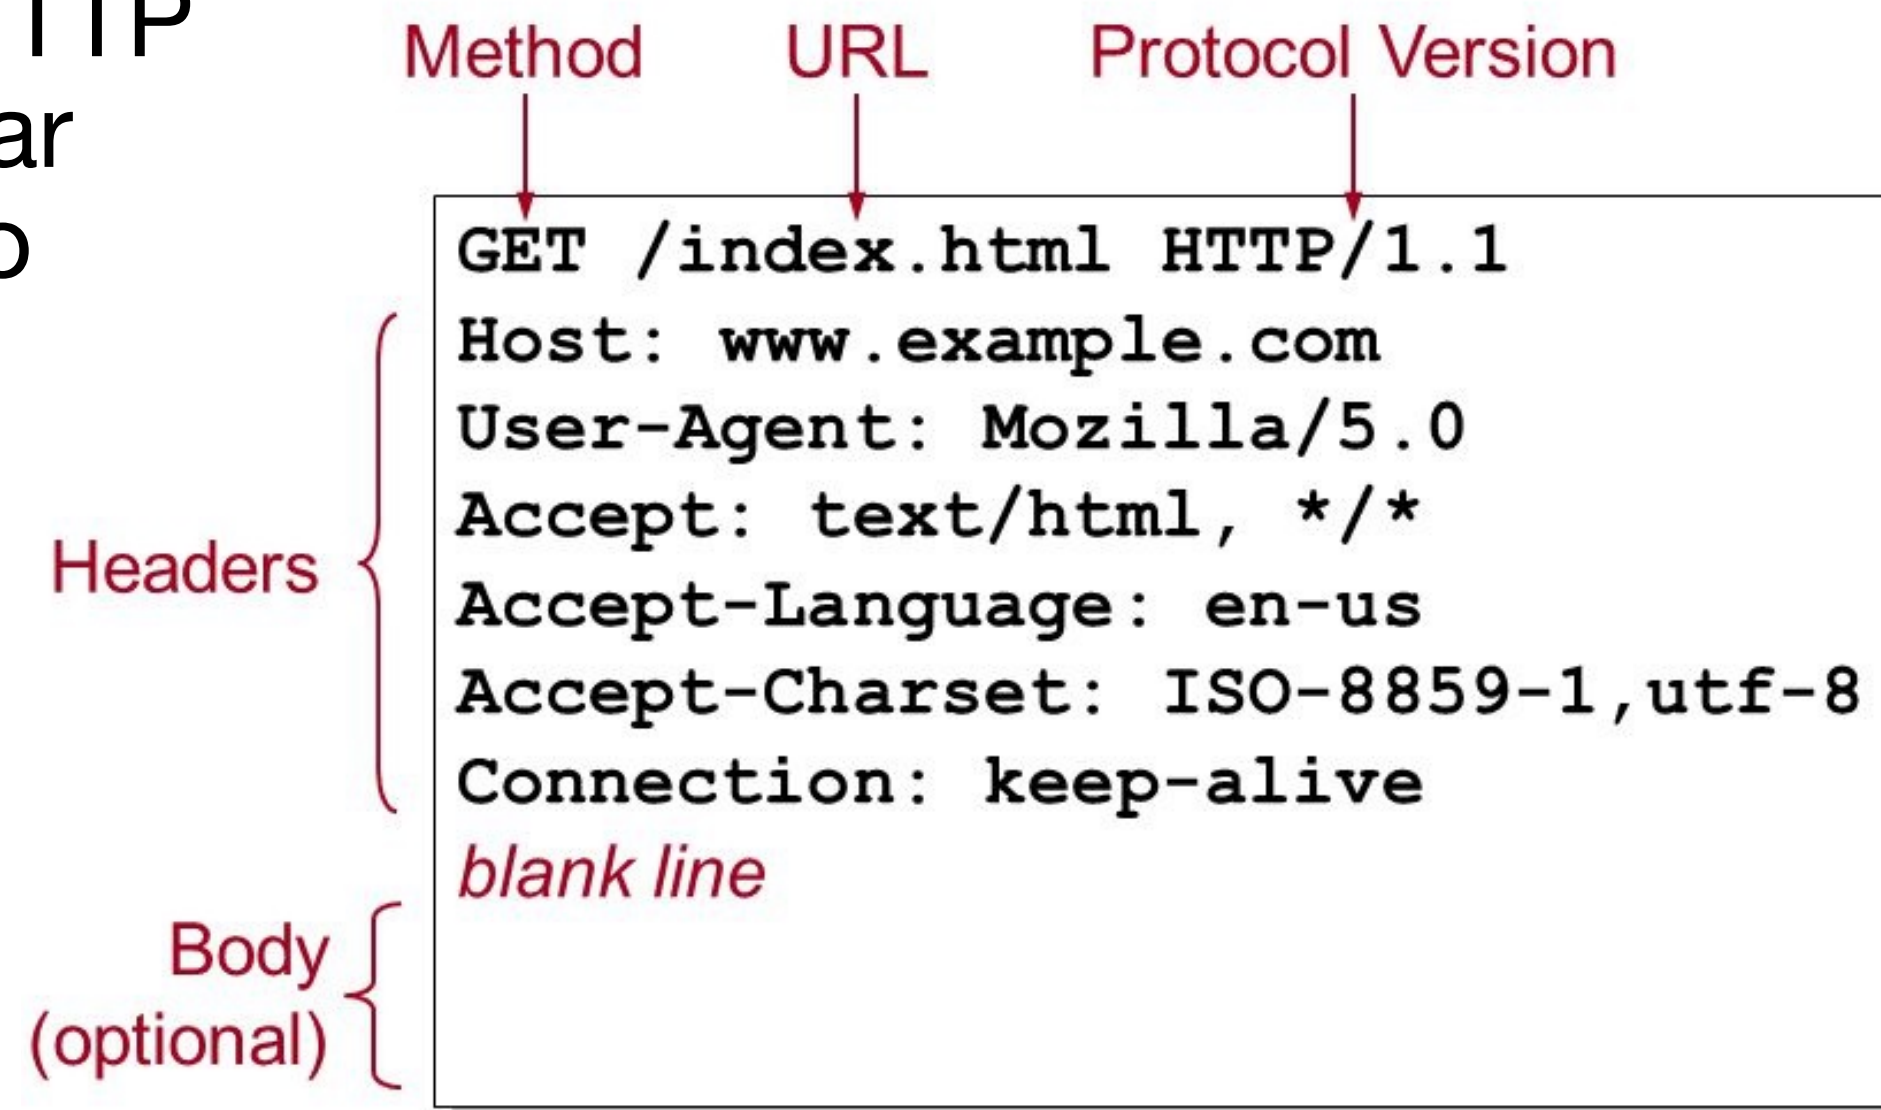 TTP
ar
o
Method URL Protocol Version
GET /index.html HTTP/1.1
Host: www.example.com
User-Agent: Mozilla/5.0
Accept: text/html, */*
Accept-Language: en-us
Accept-Charset: ISO-8859-1,utf-8
Connection: keep-alive
blank line
Headers
Body
(optional)